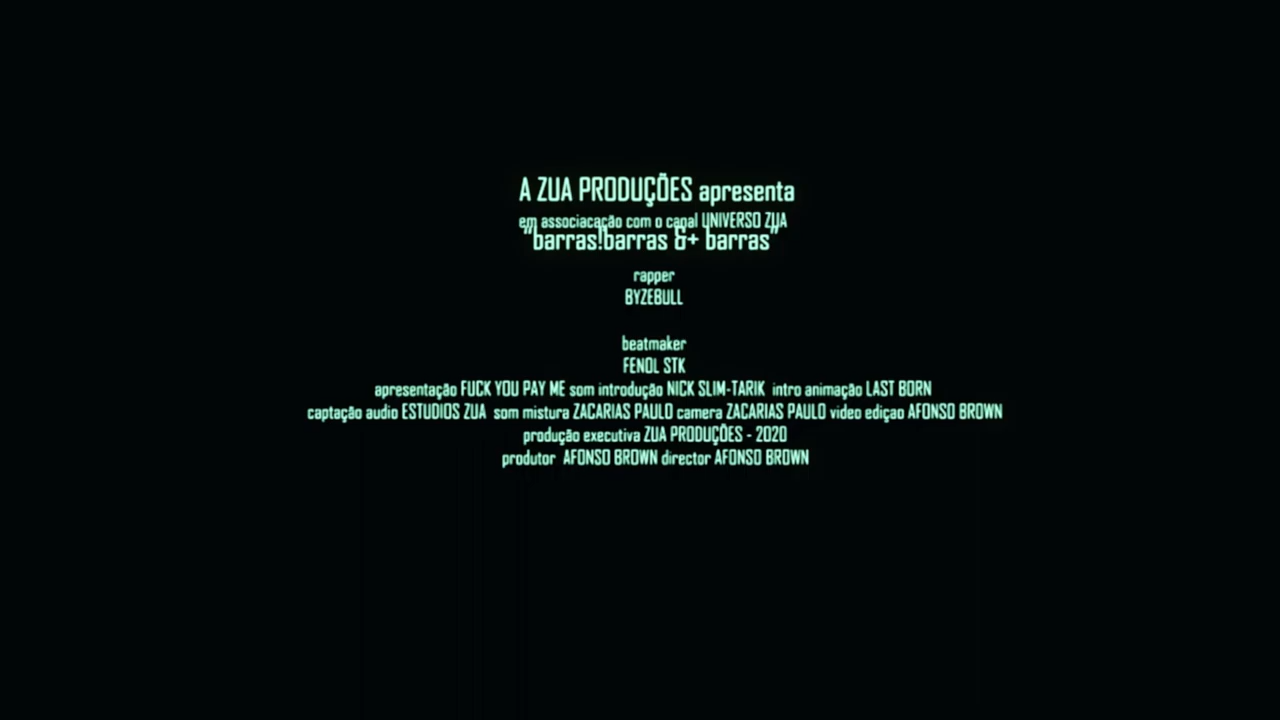 A ZUA PRODUÇÕES apresenta
em associacação com o canal UNIVERSO ZUA
"barras!barras &+ barras"
rapper
BYZEBULL
beatmaker
FENOL STK
apresentação FUCK YOU PAY ME som introdução NICK SLIM-TARIK intro animação LAST BORN
captação audio ESTUDIOS ZUA som mistura ZACARIAS PAULO camera ZACARIAS PAULO video ediçao AFONSO BROWN
produção executiva ZUA PRODUÇÕES - 2020
produtor AFONSO BROWN director AFONSO BROWN